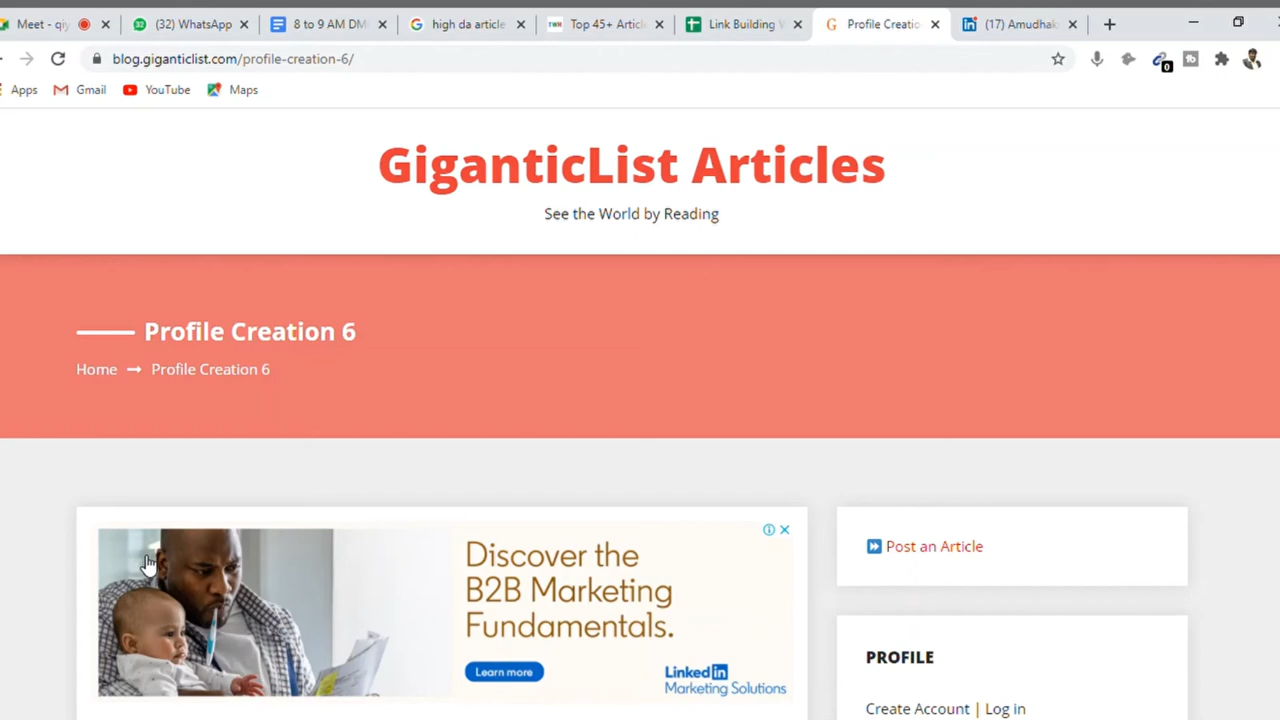 Meet - qiy
(32) WhatsApp
8 to 9 AM DM
high da article
Top 45+ Articl
Link Building
Profile Creatio
(17) Amudhak
blog.giganticlist.com/profile-creation-6/
0
Apps
Gmail
YouTube
Maps
GiganticList Articles
See the World by Reading
Profile Creation 6
Home → Profile Creation 6
Discover the
B2B Marketing
Fundamentals.
Learn more
Linked in
Marketing Solutions
Post an Article
PROFILE
Create Account | Log in